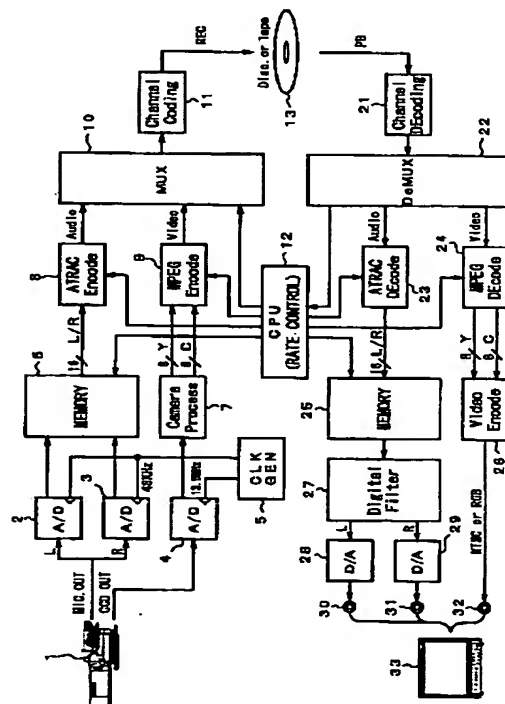 1
MIC. OUT
CCD OUT
L
R
2
A/D
3
A/D
48KHz
4
A/D
CLK
GEN
5
6
MEMORY
Camera
Process
7
16 L/R
8 Y
8 C
8
ATRAC
Encode
9
MPEG
Encode
Audio
Video
10
MUX
Channel
Coding
11
REC
Disc. or tape
13
PB
21
Channel
DEcoding
DeMUX
22
12
CPU
(RATE-CONTROL)
Audio
Video
ATRAC
DEcode
23
24
MPEG
DEcode
16 L/R
8 Y
8 C
25
MEMORY
Video
Encode
26
27
Digital
Filter
L
R
28
D/A
D/A
29
NTSC or RGB
30
31
32
33